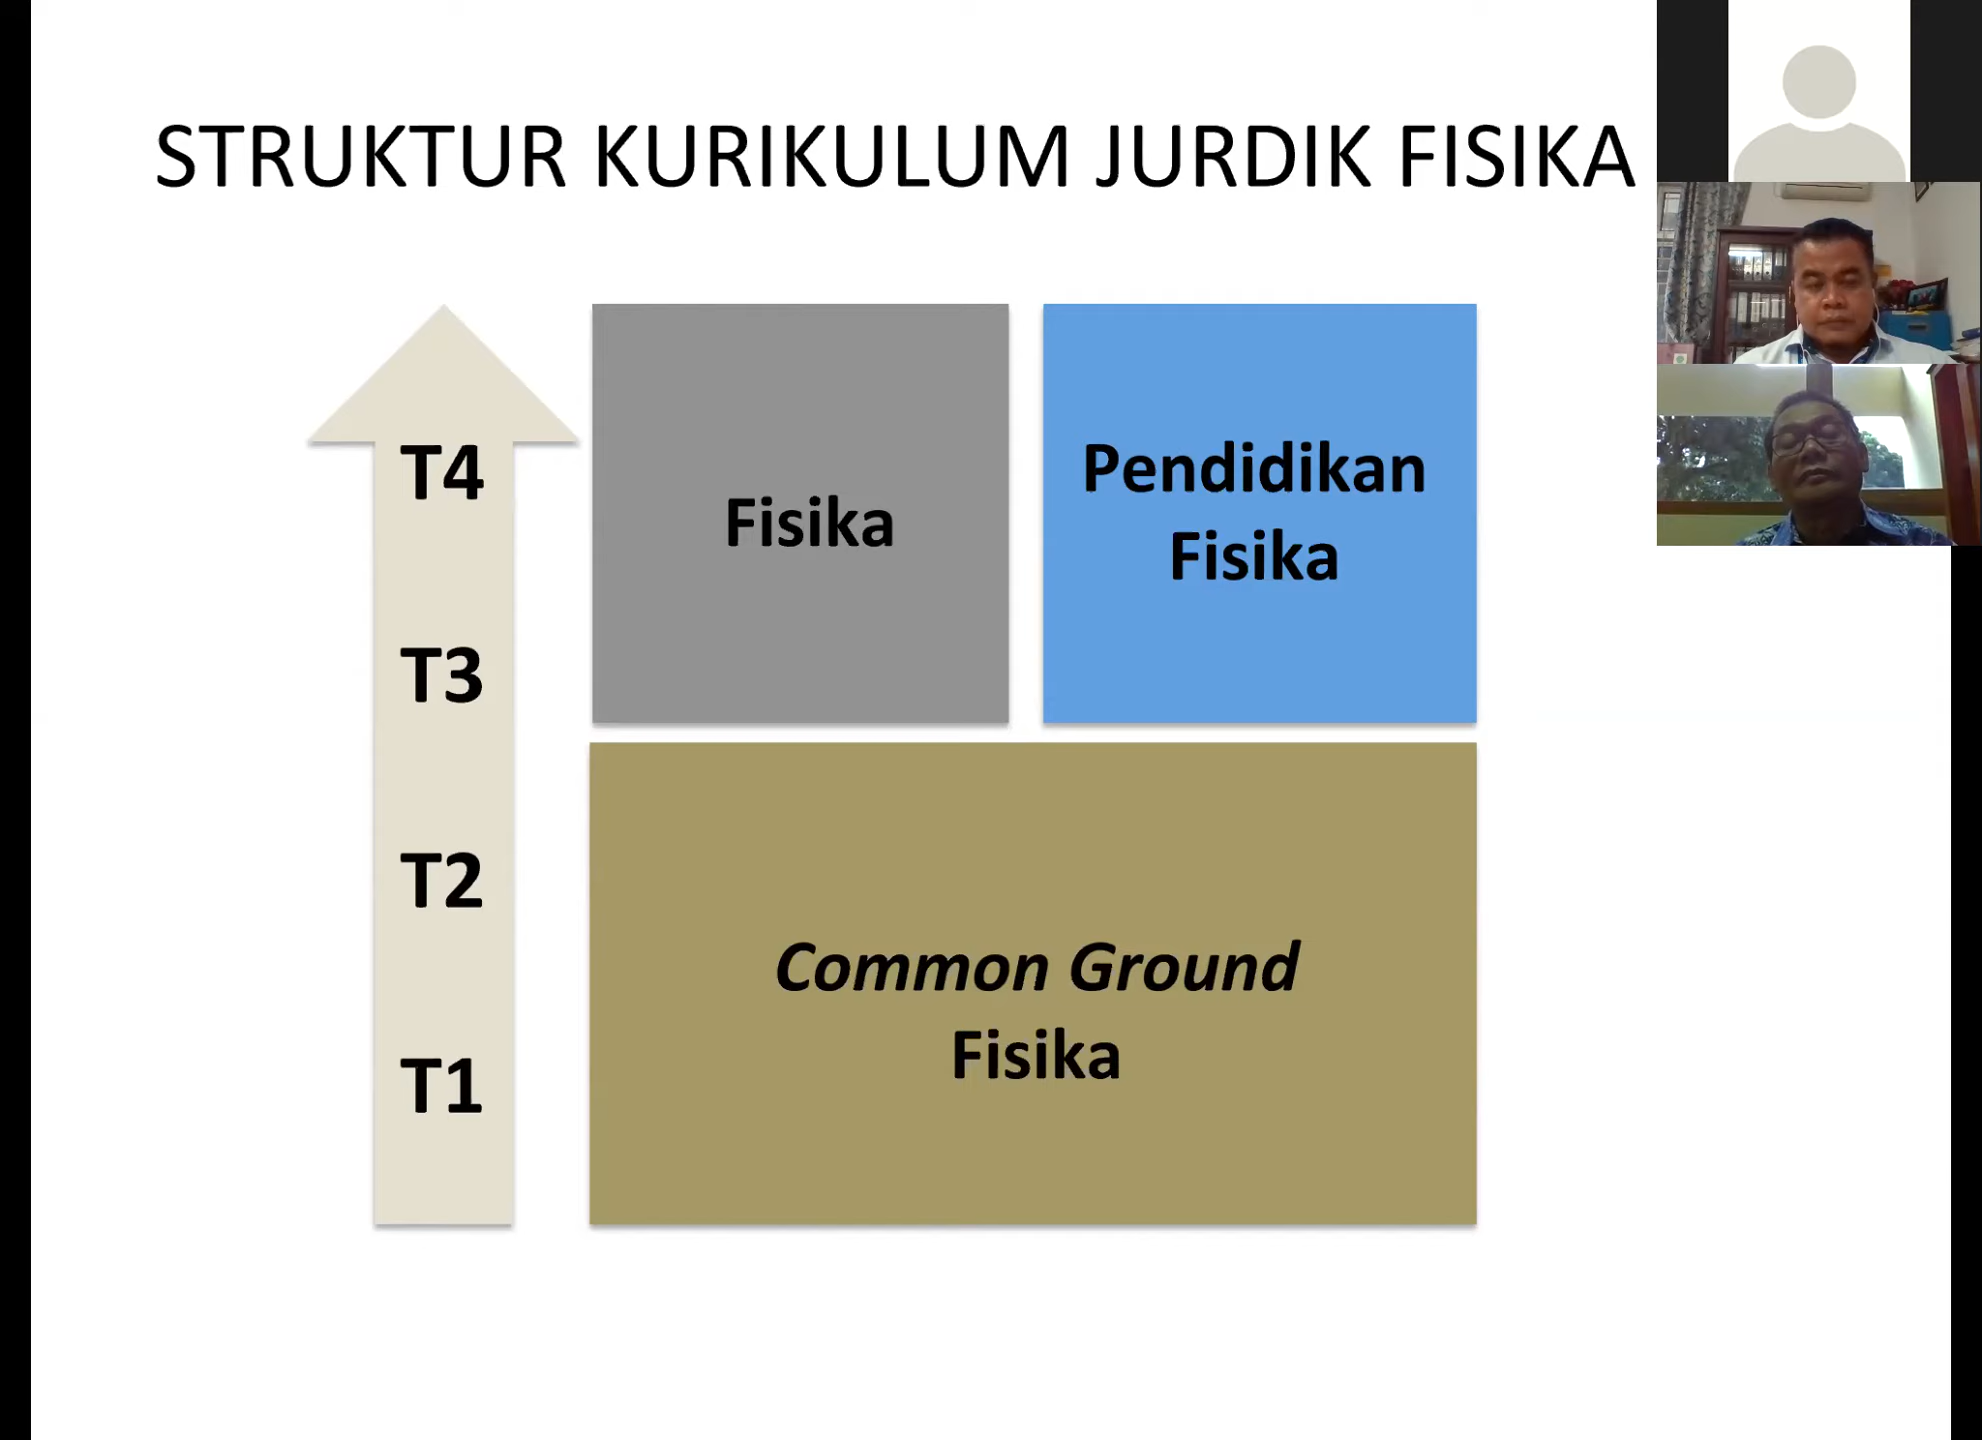 STRUKTUR KURIKULUM JURDIK FISIKA
T4
T3
T2
T1
Fisika
Pendidikan
Fisika
Common Ground
Fisika